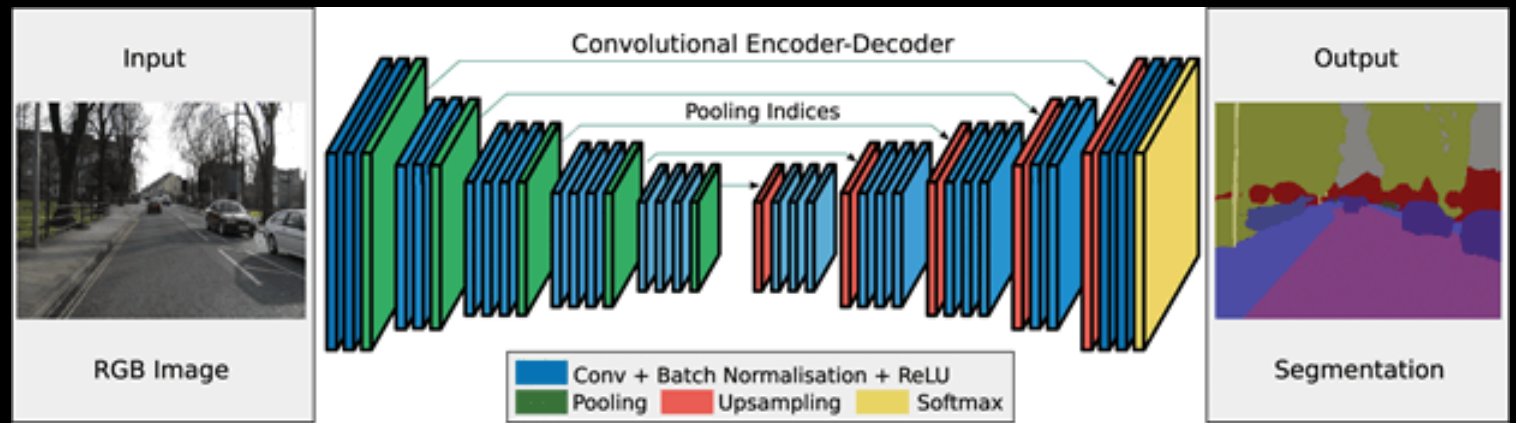 Input
RGB Image
Convolutional Encoder-Decoder
Pooling Indices
Conv + Batch Normalisation + ReLU
Pooling Upsampling Softmax
Output
Segmentation